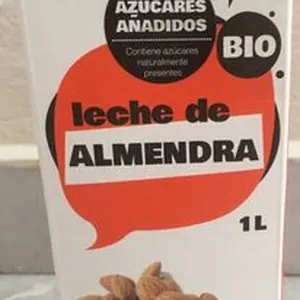 AZÚCARES
AÑADIDOS
Contiene azúcares
naturalmente
presentes
BIO
leche de
ALMENDRA
1L